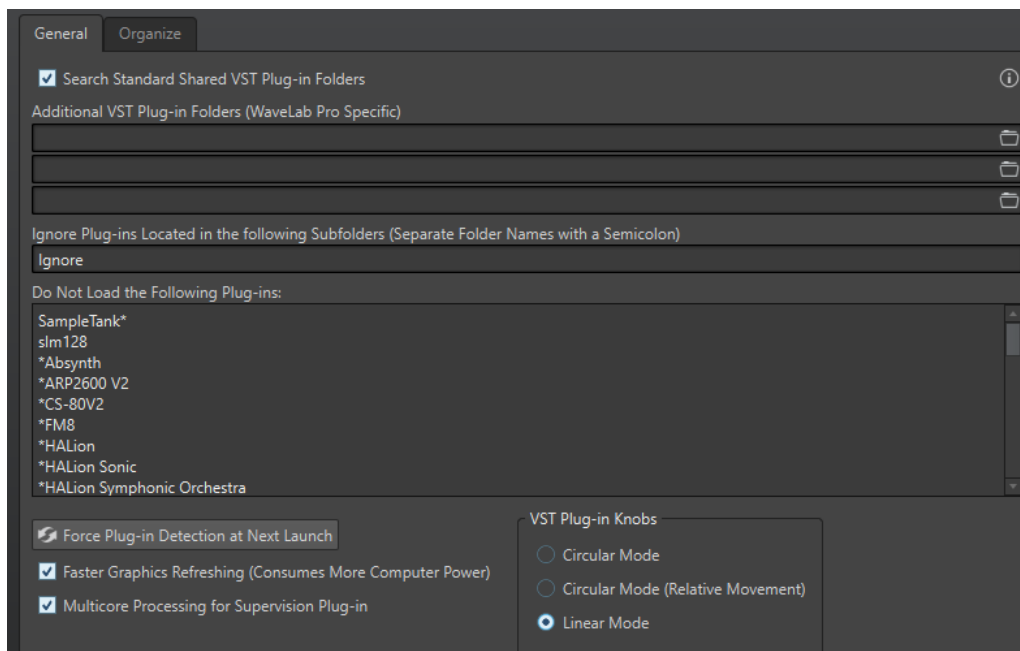 General
Organize
Search Standard Shared VST Plug-in Folders
Additional VST Plug-in Folders (WaveLab Pro Specific)
Ignore Plug-ins Located in the following Subfolders (Separate Folder Names with a Semicolon)
Ignore
Do Not Load the Following Plug-ins:
SampleTank*
slm128
*Absynth
*ARP2600 V2
*CS-80V2
*FM8
*HALion
*HALion Sonic
*HALion Symphonic Orchestra
Force Plug-in Detection at Next Launch
Faster Graphics Refreshing (Consumes More Computer Power)
Multicore Processing for Supervision Plug-in
VST Plug-in Knobs
Circular Mode
Circular Mode (Relative Movement)
Linear Mode